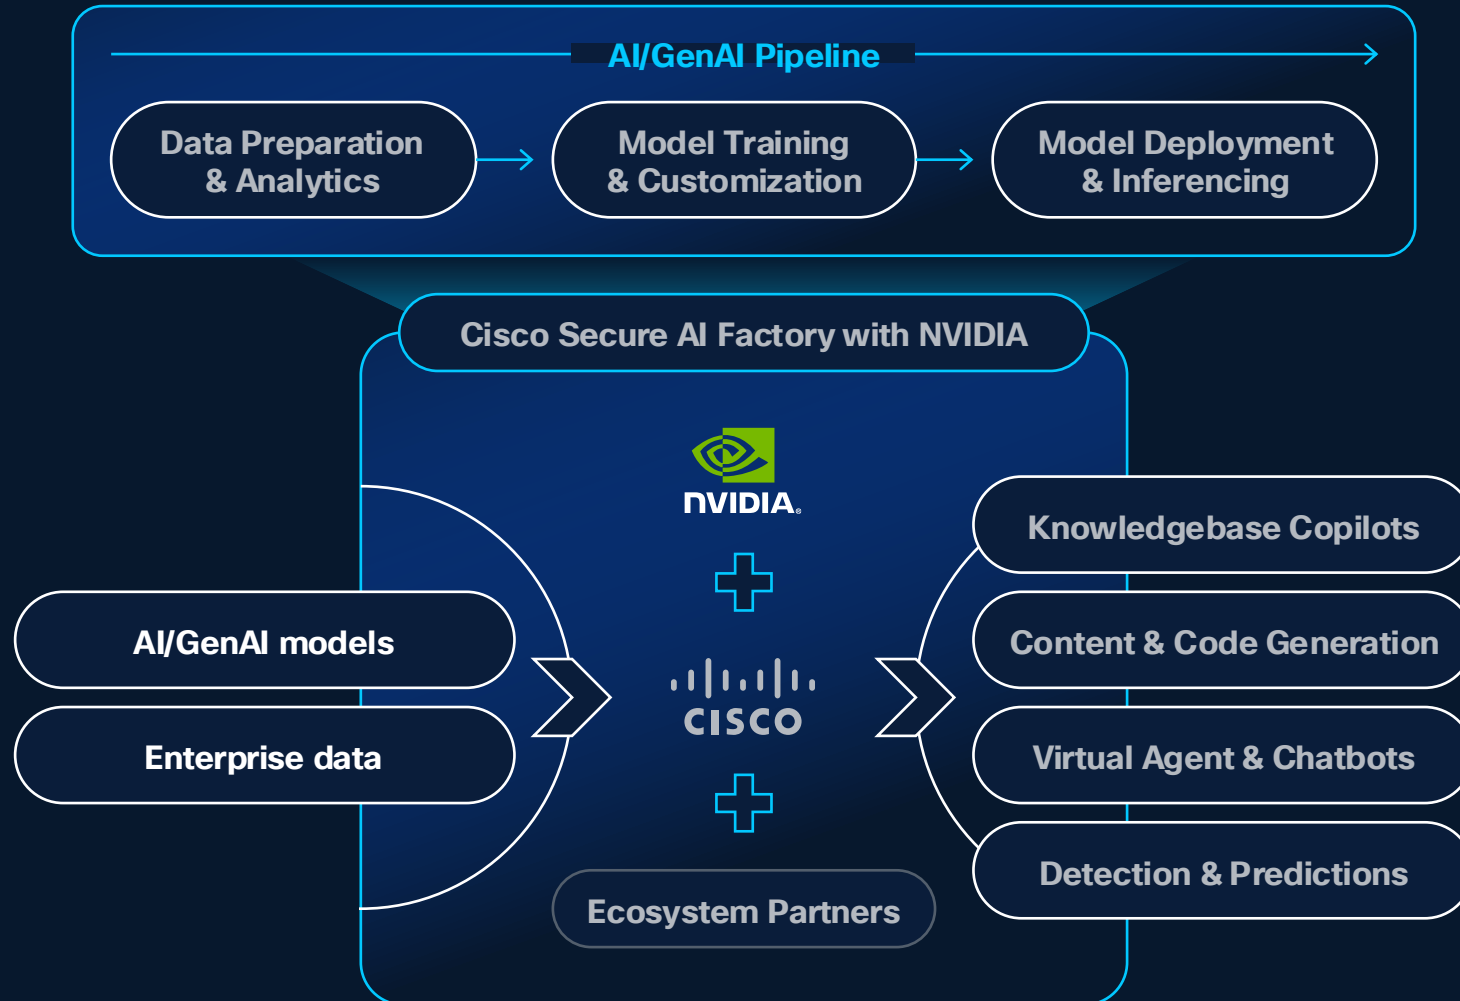 AI/GenAI Pipeline
Data Preparation
& Analytics
Model Training
& Customization
Model Deployment
& Inferencing
Cisco Secure AI Factory with NVIDIA
AI/GenAI models
Enterprise data
NVIDIA®
CISCO
Ecosystem Partners
Knowledgebase Copilots
Content & Code Generation
Virtual Agent & Chatbots
Detection & Predictions